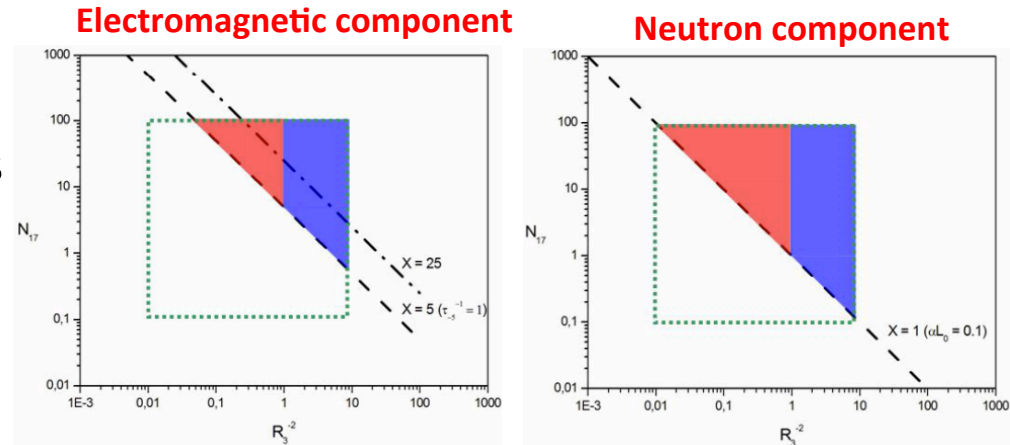 Electromagnetic component
1000
100
10
1
0,1
0,01
N17
1E-3 0,01 0,1 1 10 100 1000
R3^-2
X = 25
X = 5 (τ-5^-1 = 1)
Neutron component
1000
100
10
1
0,1
0,01
N17
1E-3 0,01 0,1 1 10 100 1000
R3^-2
X = 1 (αL0 = 0.1)